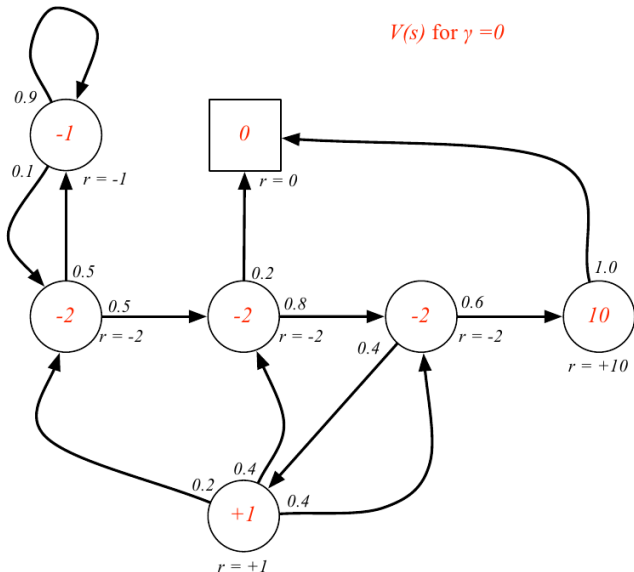 V(s) for γ =0
0.9
-1
0
0.1
r = -1
r = 0
0.5
0.2
1.0
0.5
0.8
0.6
-2
-2
-2
10
r = -2
r = -2
0.4
r = -2
r = +10
0.2
0.4
0.4
+1
r = +1